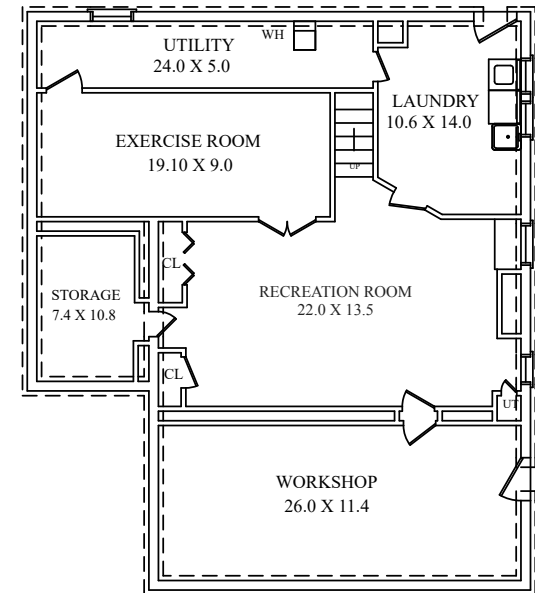 UTILITY
24.0 X 5.0
WH
LAUNDRY
10.6 X 14.0
EXERCISE ROOM
19.10 X 9.0
UP
CL
RECREATION ROOM
22.0 X 13.5
STORAGE
7.4 X 10.8
CL
UT
WORKSHOP
26.0 X 11.4